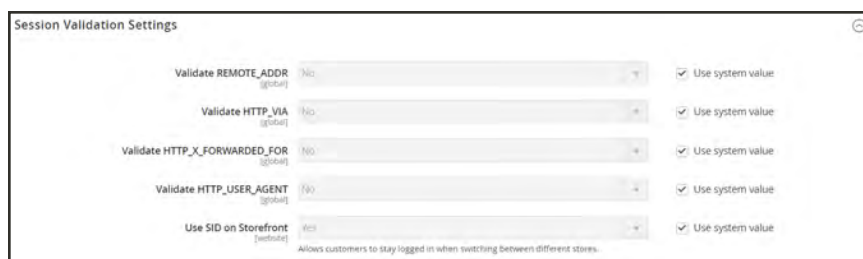 Session Validation Settings
Validate REMOTE_ADDR No Use system value
[global]
Validate HTTP_VIA No Use system value
[global]
Validate HTTP_X_FORWARDED_FOR No Use system value
[global]
Validate HTTP_USER_AGENT No Use system value
[global]
Use SID on Storefront Yes Use system value
[website]
Allows customers to stay logged in when switching between different stores.